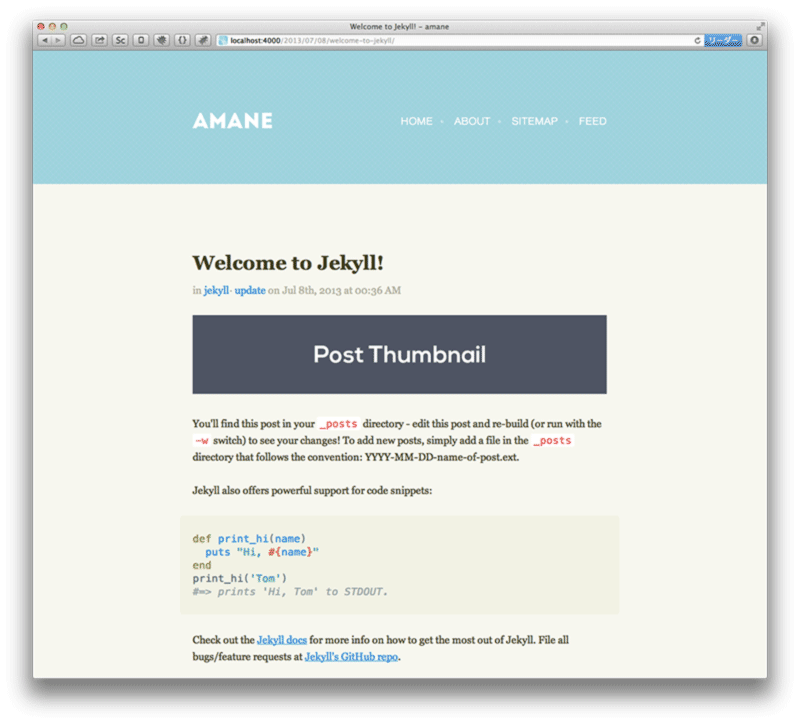 Welcome to Jekyll! – amane
Sc
{}
localhost:4000/2013/07/08/welcome-to-jekyll/
リーダー
AMANE
HOME • ABOUT • SITEMAP • FEED
Welcome to Jekyll!
in jekyll· update on Jul 8th, 2013 at 00:36 AM
Post Thumbnail
You'll find this post in your _posts directory - edit this post and re-build (or run with the
-w switch) to see your changes! To add new posts, simply add a file in the _posts
directory that follows the convention: YYYY-MM-DD-name-of-post.ext.
Jekyll also offers powerful support for code snippets:
def print_hi(name)
  puts "Hi, #{name}"
end
print_hi('Tom')
#=> prints 'Hi, Tom' to STDOUT.
Check out the Jekyll docs for more info on how to get the most out of Jekyll. File all
bugs/feature requests at Jekyll's GitHub repo.